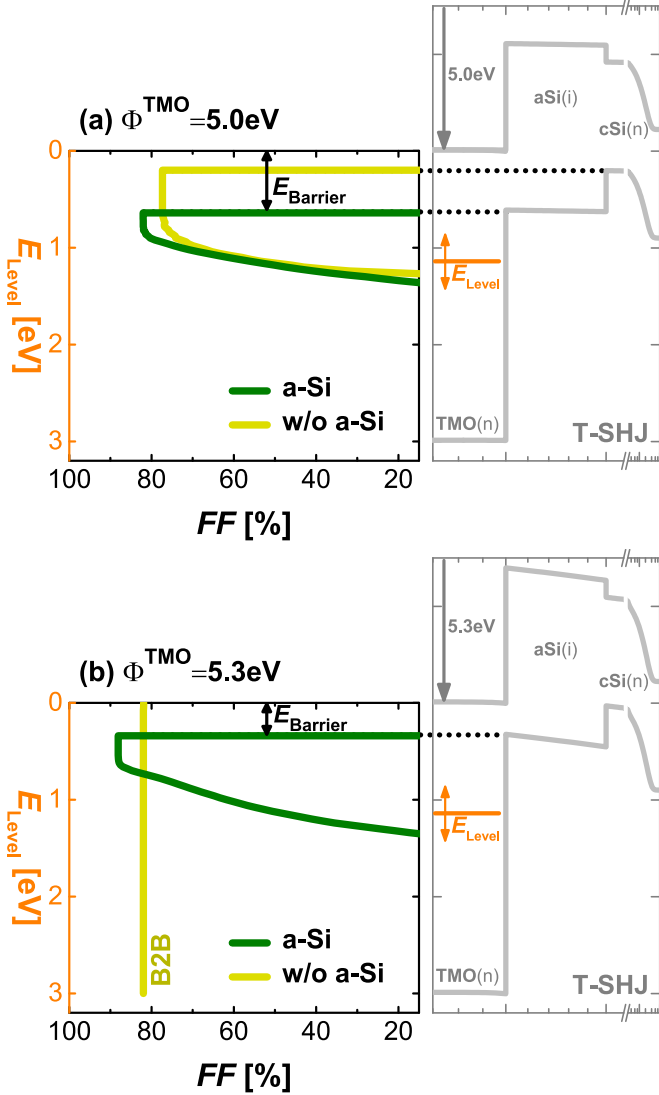 (a) Φ^TMO=5.0eV
5.0eV
aSi(i)
cSi(n)
0
1
2
3
E_Level [eV]
E_Barrier
E_Level
a-Si
w/o a-Si
TMO(n)
T-SHJ
100 80 60 40 20
FF [%]
(b) Φ^TMO=5.3eV
5.3eV
aSi(i)
cSi(n)
0
1
2
3
E_Level [eV]
E_Barrier
E_Level
B2B
a-Si
w/o a-Si
TMO(n)
T-SHJ
100 80 60 40 20
FF [%]